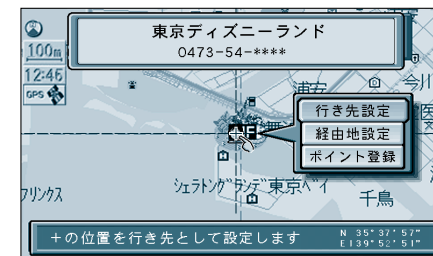 東京ディズニーランド
0473-54-****
100m
12:46
GPS
浦安
今川
行き先設定
経由地設定
ポイント登録
シェラトングランデ東京ベイ
フリンクス
千鳥
+の位置を行き先として設定します
N 35°37'57"
E139°52'51"